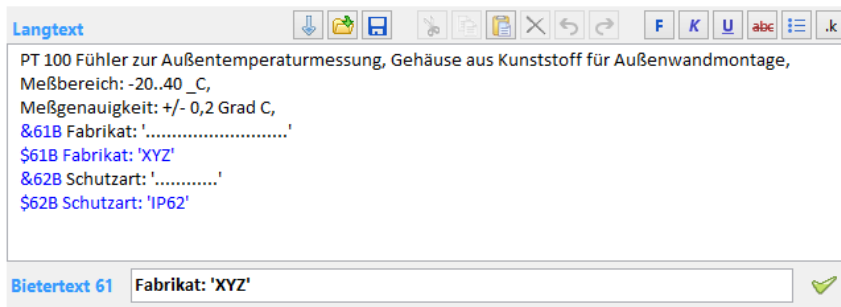 Langtext F K U abc .k
PT 100 Fühler zur Außentemperaturmessung, Gehäuse aus Kunststoff für Außenwandmontage,
Meßbereich: -20..40 _C,
Meßgenauigkeit: +/- 0,2 Grad C,
&61B Fabrikat: '...........................'
$61B Fabrikat: 'XYZ'
&62B Schutzart: '............'
$62B Schutzart: 'IP62'
Bietertext 61 Fabrikat: 'XYZ'